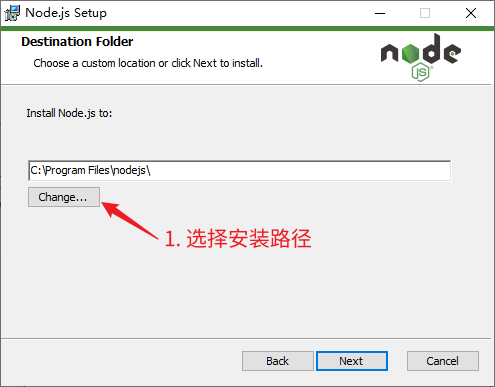 Node.js Setup
Destination Folder
Choose a custom location or click Next to install.
node
JS
Install Node.js to:
C:\Program Files\nodejs\
Change...
1. 选择安装路径
Back
Next
Cancel